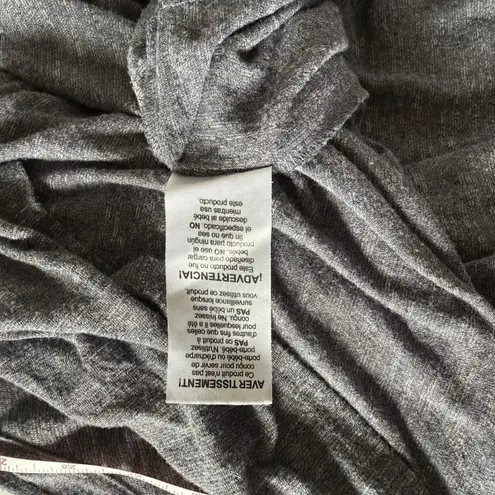 AVERTISSEMENT!
Ce produit n'est pas
conçu pour servir de
porte-bébé ou d'écharpe
porte-bébé. N'utilisez
PAS ce produit à
d'autres fins que celles
pour lesquelles il a été
conçu. Ne laissez
PAS un bébé sans
surveillance lorsque
vous utilisez ce produit.
¡ADVERTENCIA!
Este producto no fue
diseñado para cargar
bebés. NO use el
producto para ningún
fin que no sea
el especificado. NO
descuide al bebé
mientras usa
este producto.